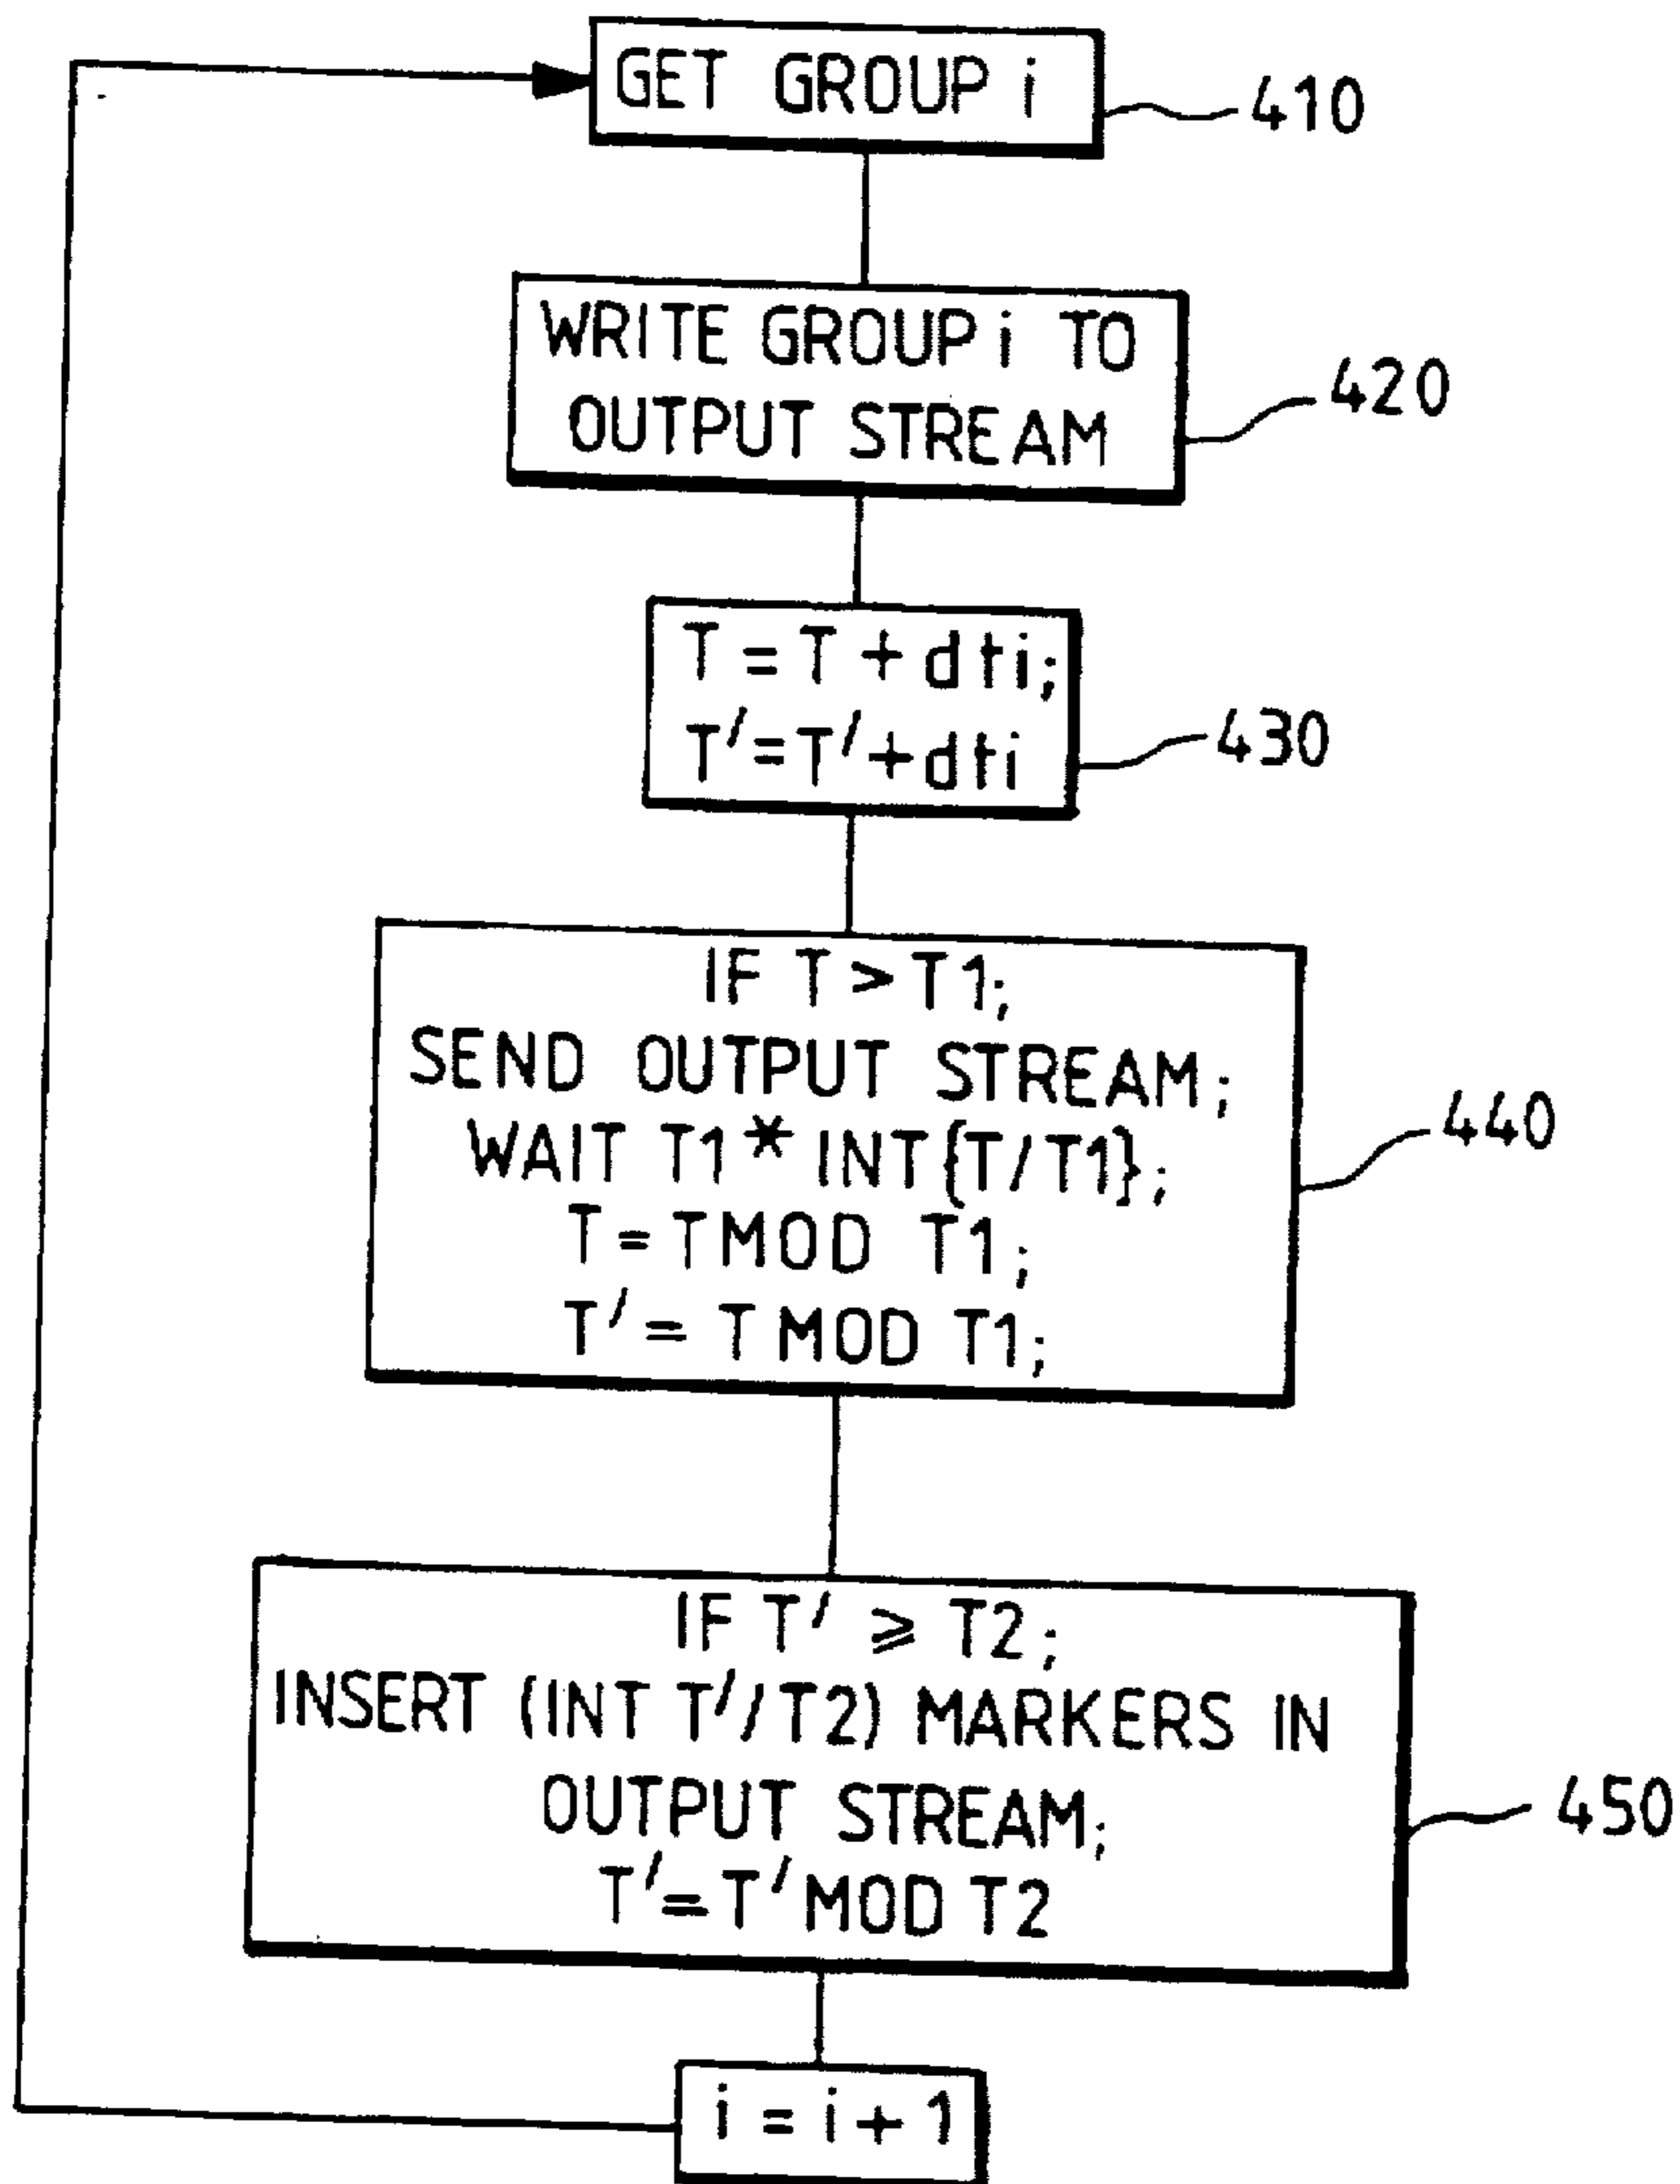 GET GROUP i
410
WRITE GROUP i TO
OUTPUT STREAM
420
T = T + dti;
T′ = T′ + dti
430
IF T > T1;
SEND OUTPUT STREAM;
WAIT T1 * INT{T/T1};
T = T MOD T1;
T′ = T MOD T1;
440
IF T′ ⩾ T2;
INSERT (INT T′/T2) MARKERS IN
OUTPUT STREAM;
T′ = T′ MOD T2
450
i = i + 1